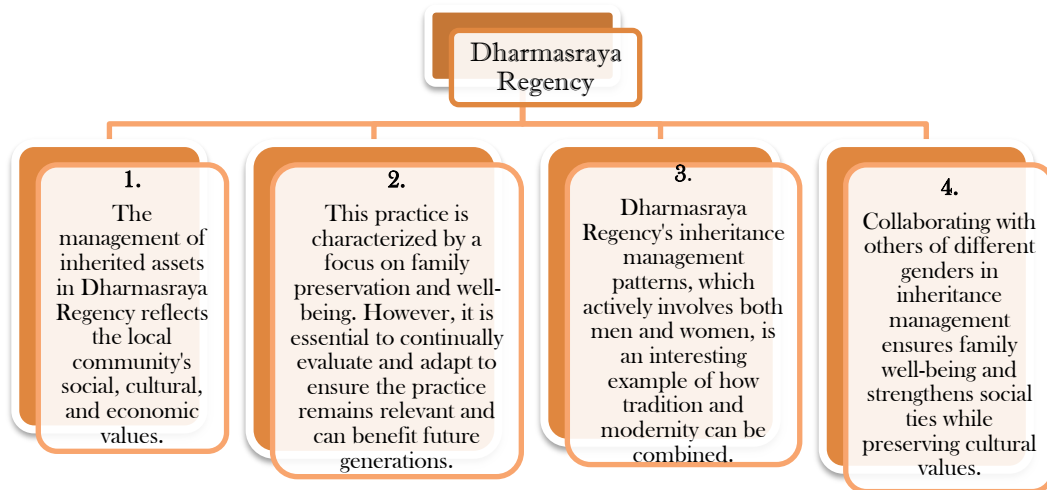 Dharmasraya
Regency
1.
The
management of
inherited assets
in Dharmasraya
Regency reflects
the local
community's
social, cultural,
and economic
values.
2.
This practice is
characterized by a
focus on family
preservation and well-
being. However, it is
essential to continually
evaluate and adapt to
ensure the practice
remains relevant and
can benefit future
generations.
3.
Dharmasraya
Regency's inheritance
management
patterns, which
actively involves both
men and women, is
an interesting
example of how
tradition and
modernity can be
combined.
4.
Collaborating with
others of different
genders in
inheritance
management
ensures family
well-being and
strengthens social
ties while
preserving cultural
values.